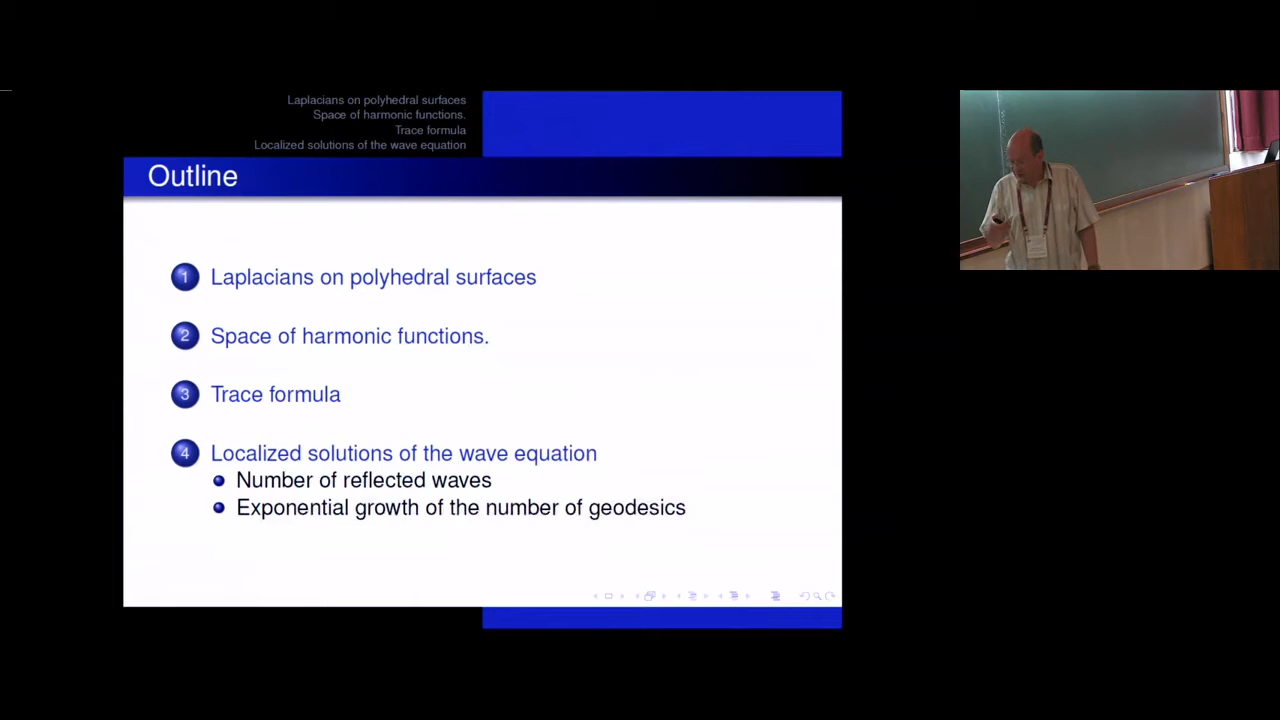 Laplacians on polyhedral surfaces
Space of harmonic functions.
Trace formula
Localized solutions of the wave equation
Outline
1 Laplacians on polyhedral surfaces
2 Space of harmonic functions.
3 Trace formula
4 Localized solutions of the wave equation
Number of reflected waves
Exponential growth of the number of geodesics